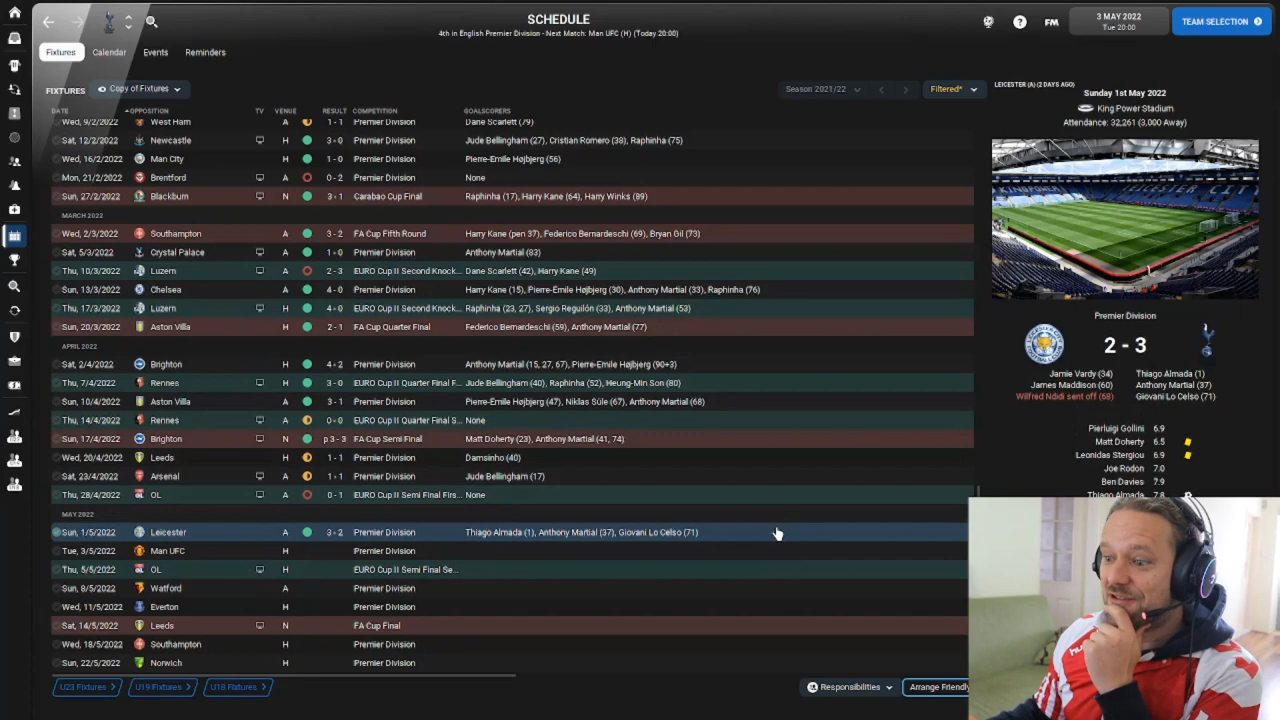 SCHEDULE
4th in English Premier Division - Next Match: Man UFC (H) (Today 20:00)
FM
3 MAY 2022
Tue 20:00
TEAM SELECTION
Fixtures Calendar Events Reminders
FIXTURES Copy of Fixtures Season 2021/22 Filtered*
DATE OPPOSITION TV VENUE RESULT COMPETITION GOALSCORERS
Wed, 9/2/2022 West Ham A 1 - 1 Premier Division Dane Scarlett (79)
Sat, 12/2/2022 Newcastle H 3 - 0 Premier Division Jude Bellingham (27), Cristian Romero (38), Raphinha (75)
Wed, 16/2/2022 Man City H 1 - 0 Premier Division Pierre-Emile Højbjerg (56)
Mon, 21/2/2022 Brentford A 0 - 2 Premier Division None
Sun, 27/2/2022 Blackburn N 3 - 1 Carabao Cup Final Raphinha (17), Harry Kane (64), Harry Winks (89)
MARCH 2022
Wed, 2/3/2022 Southampton A 3 - 2 FA Cup Fifth Round Harry Kane (pen 37), Federico Bernardeschi (69), Bryan Gil (73)
Sat, 5/3/2022 Crystal Palace A 1 - 0 Premier Division Anthony Martial (83)
Thu, 10/3/2022 Luzern A 2 - 3 EURO Cup II Second Knock... Dane Scarlett (42), Harry Kane (49)
Sun, 13/3/2022 Chelsea A 4 - 0 Premier Division Harry Kane (15), Pierre-Emile Højbjerg (30), Anthony Martial (33), Raphinha (76)
Thu, 17/3/2022 Luzern H 4 - 0 EURO Cup II Second Knock... Raphinha (23, 27), Sergio Reguilón (33), Anthony Martial (53)
Sun, 20/3/2022 Aston Villa H 2 - 1 FA Cup Quarter Final Federico Bernardeschi (59), Anthony Martial (77)
APRIL 2022
Sat, 2/4/2022 Brighton H 4 - 2 Premier Division Anthony Martial (15, 27, 67), Pierre-Emile Højbjerg (90+3)
Thu, 7/4/2022 Rennes H 3 - 0 EURO Cup II Quarter Final F... Jude Bellingham (40), Raphinha (52), Heung-Min Son (80)
Sun, 10/4/2022 Aston Villa A 3 - 1 Premier Division Pierre-Emile Højbjerg (47), Niklas Süle (67), Anthony Martial (68)
Thu, 14/4/2022 Rennes A 0 - 0 EURO Cup II Quarter Final S... None
Sun, 17/4/2022 Brighton N p 3 - 3 FA Cup Semi Final Matt Doherty (23), Anthony Martial (41, 74)
Wed, 20/4/2022 Leeds H 1 - 1 Premier Division Damsinho (40)
Sat, 23/4/2022 Arsenal A 1 - 1 Premier Division Jude Bellingham (17)
Thu, 28/4/2022 OL A 0 - 1 EURO Cup II Semi Final Firs... None
MAY 2022
Sun, 1/5/2022 Leicester A 3 - 2 Premier Division Thiago Almada (1), Anthony Martial (37), Giovani Lo Celso (71)
Tue, 3/5/2022 Man UFC H Premier Division
Thu, 5/5/2022 OL H EURO Cup II Semi Final Se...
Sun, 8/5/2022 Watford A Premier Division
Wed, 11/5/2022 Everton H Premier Division
Sat, 14/5/2022 Leeds N FA Cup Final
Wed, 18/5/2022 Southampton H Premier Division
Sun, 22/5/2022 Norwich H Premier Division
U23 Fixtures U19 Fixtures U18 Fixtures Responsibilities Arrange Friendly
LEICESTER (A) (2 DAYS AGO)
Sunday 1st May 2022
King Power Stadium
Attendance: 32,261 (3,000 Away)
Premier Division
2 - 3
Jamie Vardy (34) Thiago Almada (1)
James Maddison (60) Anthony Martial (37)
Wilfred Ndidi sent off (68) Giovani Lo Celso (71)
Pierluigi Gollini 6.9
Matt Doherty 6.5
Leonidas Stergiou 6.9
Joe Rodon 7.0
Ben Davies 7.9
Thiago Almada 7.8